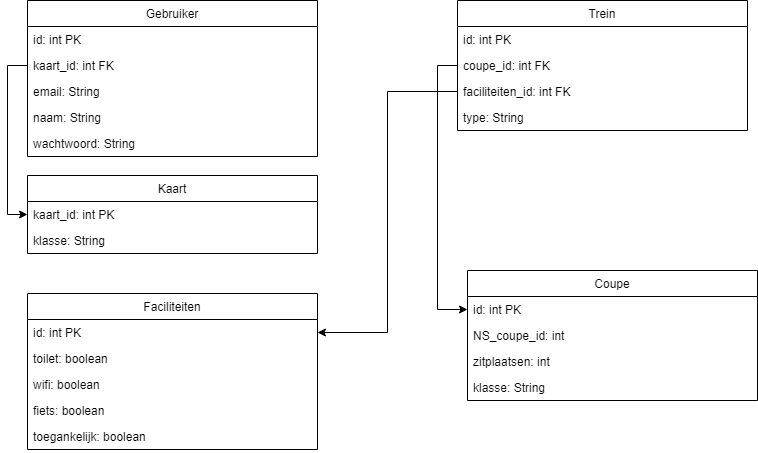 Gebruiker
id: int PK
kaart_id: int FK
email: String
naam: String
wachtwoord: String
Kaart
kaart_id: int PK
klasse: String
Faciliteiten
id: int PK
toilet: boolean
wifi: boolean
fiets: boolean
toegankelijk: boolean
Trein
id: int PK
coupe_id: int FK
faciliteiten_id: int FK
type: String
Coupe
id: int PK
NS_coupe_id: int
zitplaatsen: int
klasse: String